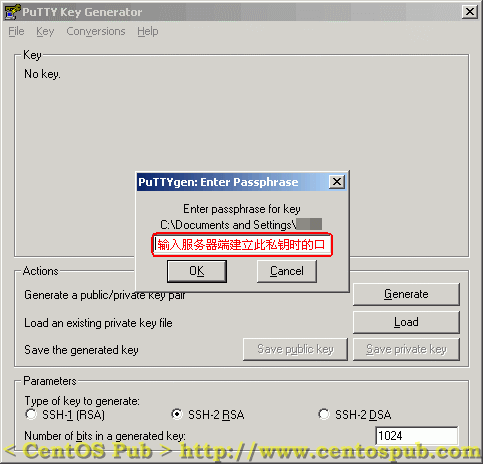 PuTTY Key Generator
File Key Conversions Help
Key
No key.
PuTTYgen: Enter Passphrase
Enter passphrase for key
C:\Documents and Settings\
输入服务器端建立此私钥时的口
OK Cancel
Actions
Generate a public/private key pair Generate
Load an existing private key file Load
Save the generated key Save public key Save private key
Parameters
Type of key to generate:
SSH-1 (RSA) SSH-2 RSA SSH-2 DSA
Number of bits in a generated key: 1024
< CentOS Pub > http://www.centospub.com